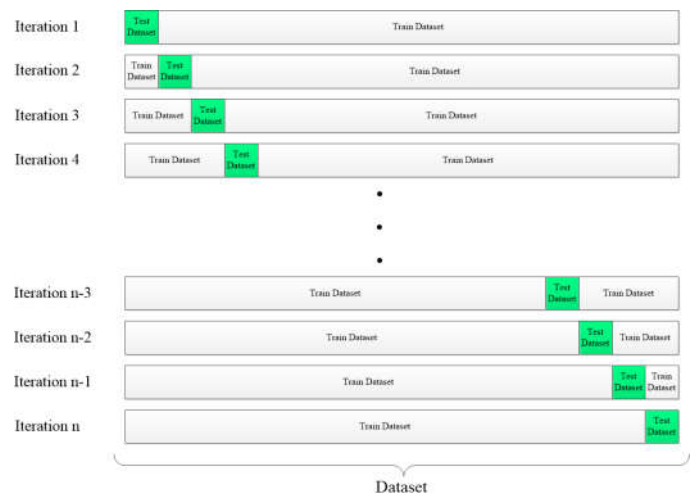 Iteration 1
Test
Dataset
Train Dataset
Iteration 2
Train
Dataset
Test
Dataset
Train Dataset
Iteration 3
Train Dataset
Test
Dataset
Train Dataset
Iteration 4
Train Dataset
Test
Dataset
Train Dataset
Iteration n-3
Train Dataset
Test
Dataset
Train Dataset
Iteration n-2
Train Dataset
Test
Dataset
Train Dataset
Iteration n-1
Train Dataset
Test
Dataset
Train
Dataset
Iteration n
Train Dataset
Test
Dataset
Dataset